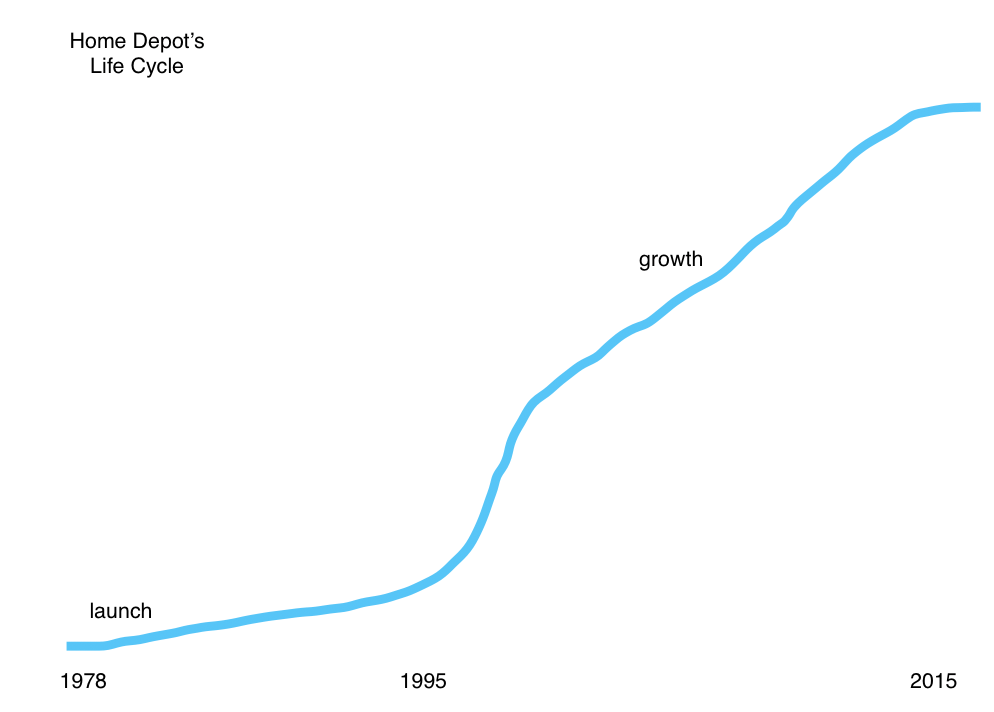 Home Depot’s
Life Cycle
growth
launch
1978
1995
2015